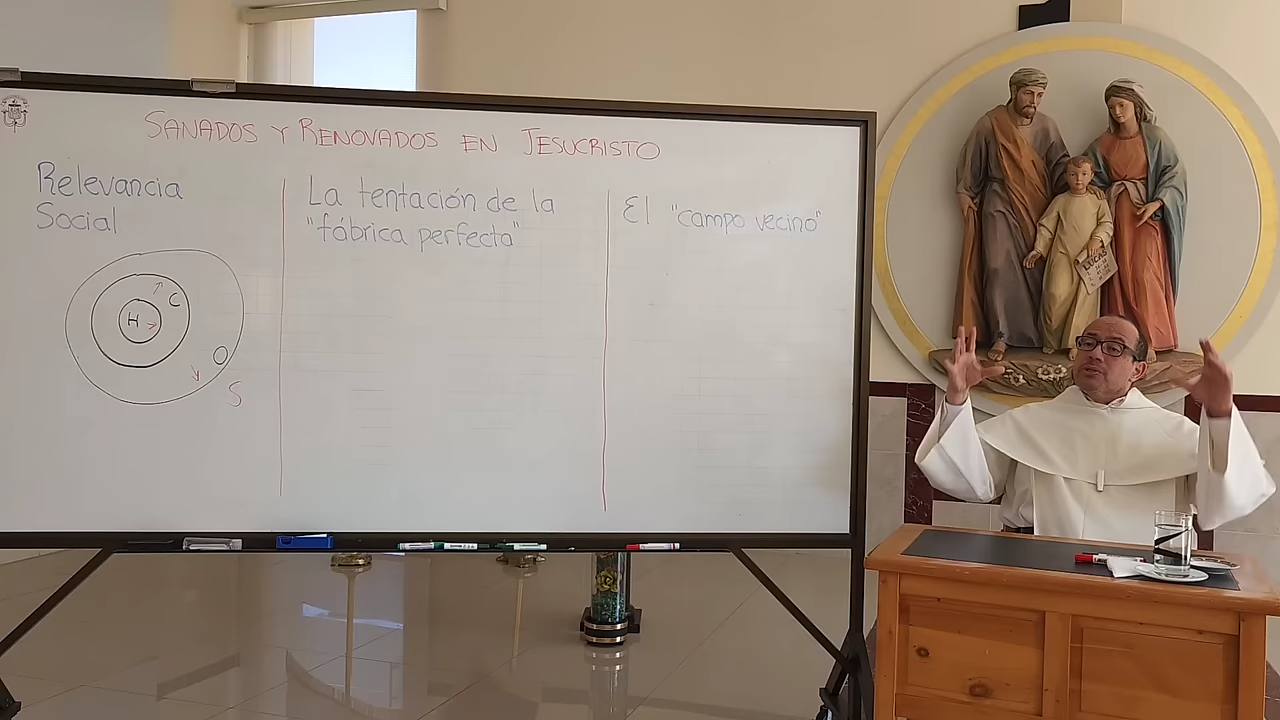 SANADOS Y RENOVADOS EN JESUCRISTO
Relevancia
Social
H
C
O
S
La tentación de la
"fábrica perfecta"
El "campo vecino"
LUCAS